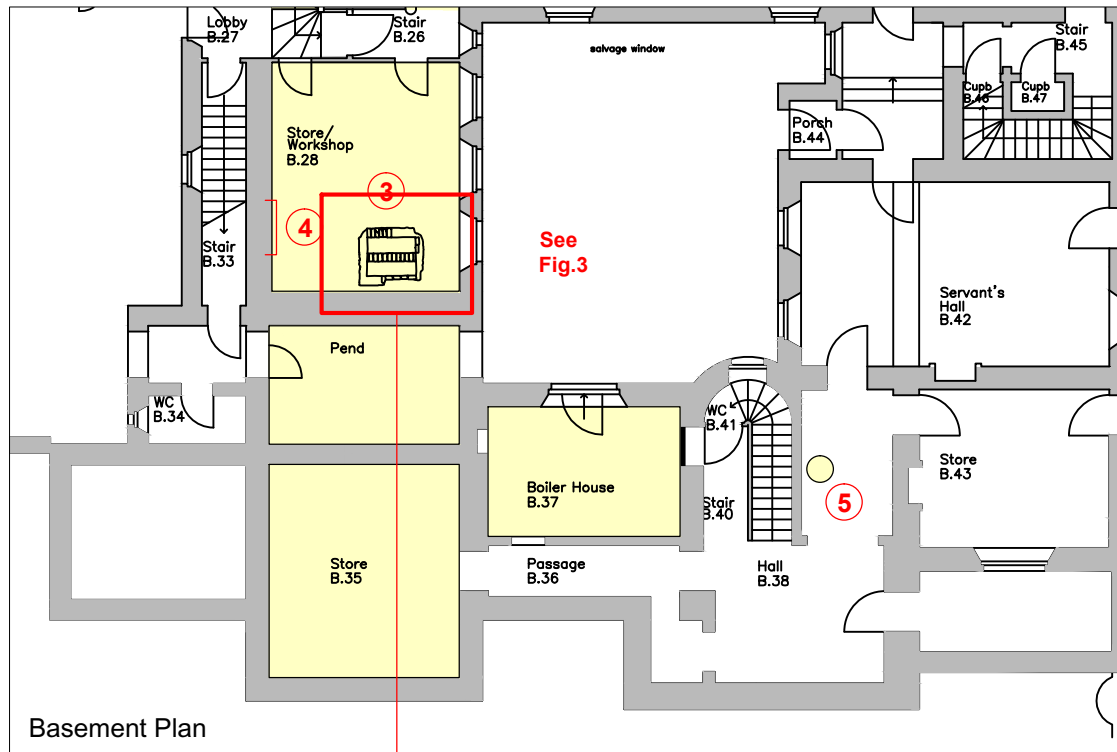 Lobby
B.27
Stair
B.26
salvage window
Stair
B.45
Cupb
B.46
Cupb
B.47
Porch
B.44
Store/
Workshop
B.28
3
4
See
Fig.3
Stair
B.33
Servant's
Hall
B.42
Pend
WC
B.34
WC
B.41
Boiler House
B.37
Stair
B.40
5
Store
B.43
Store
B.35
Passage
B.36
Hall
B.38
Basement Plan